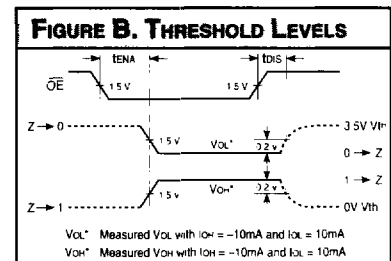 FIGURE B. THRESHOLD LEVELS
tENA
tDIS
OE
1.5 V
1.5 V
Z → 0
1.5 V
VOL*
0.2 V
3.5V Vth
0 → Z
Z → 1
1.5 V
VOH*
0.2 V
1 → Z
0V Vth
VOL* Measured VOL with IOH = –10mA and IOL = 10mA
VOH* Measured VOH with IOH = –10mA and IOL = 10mA